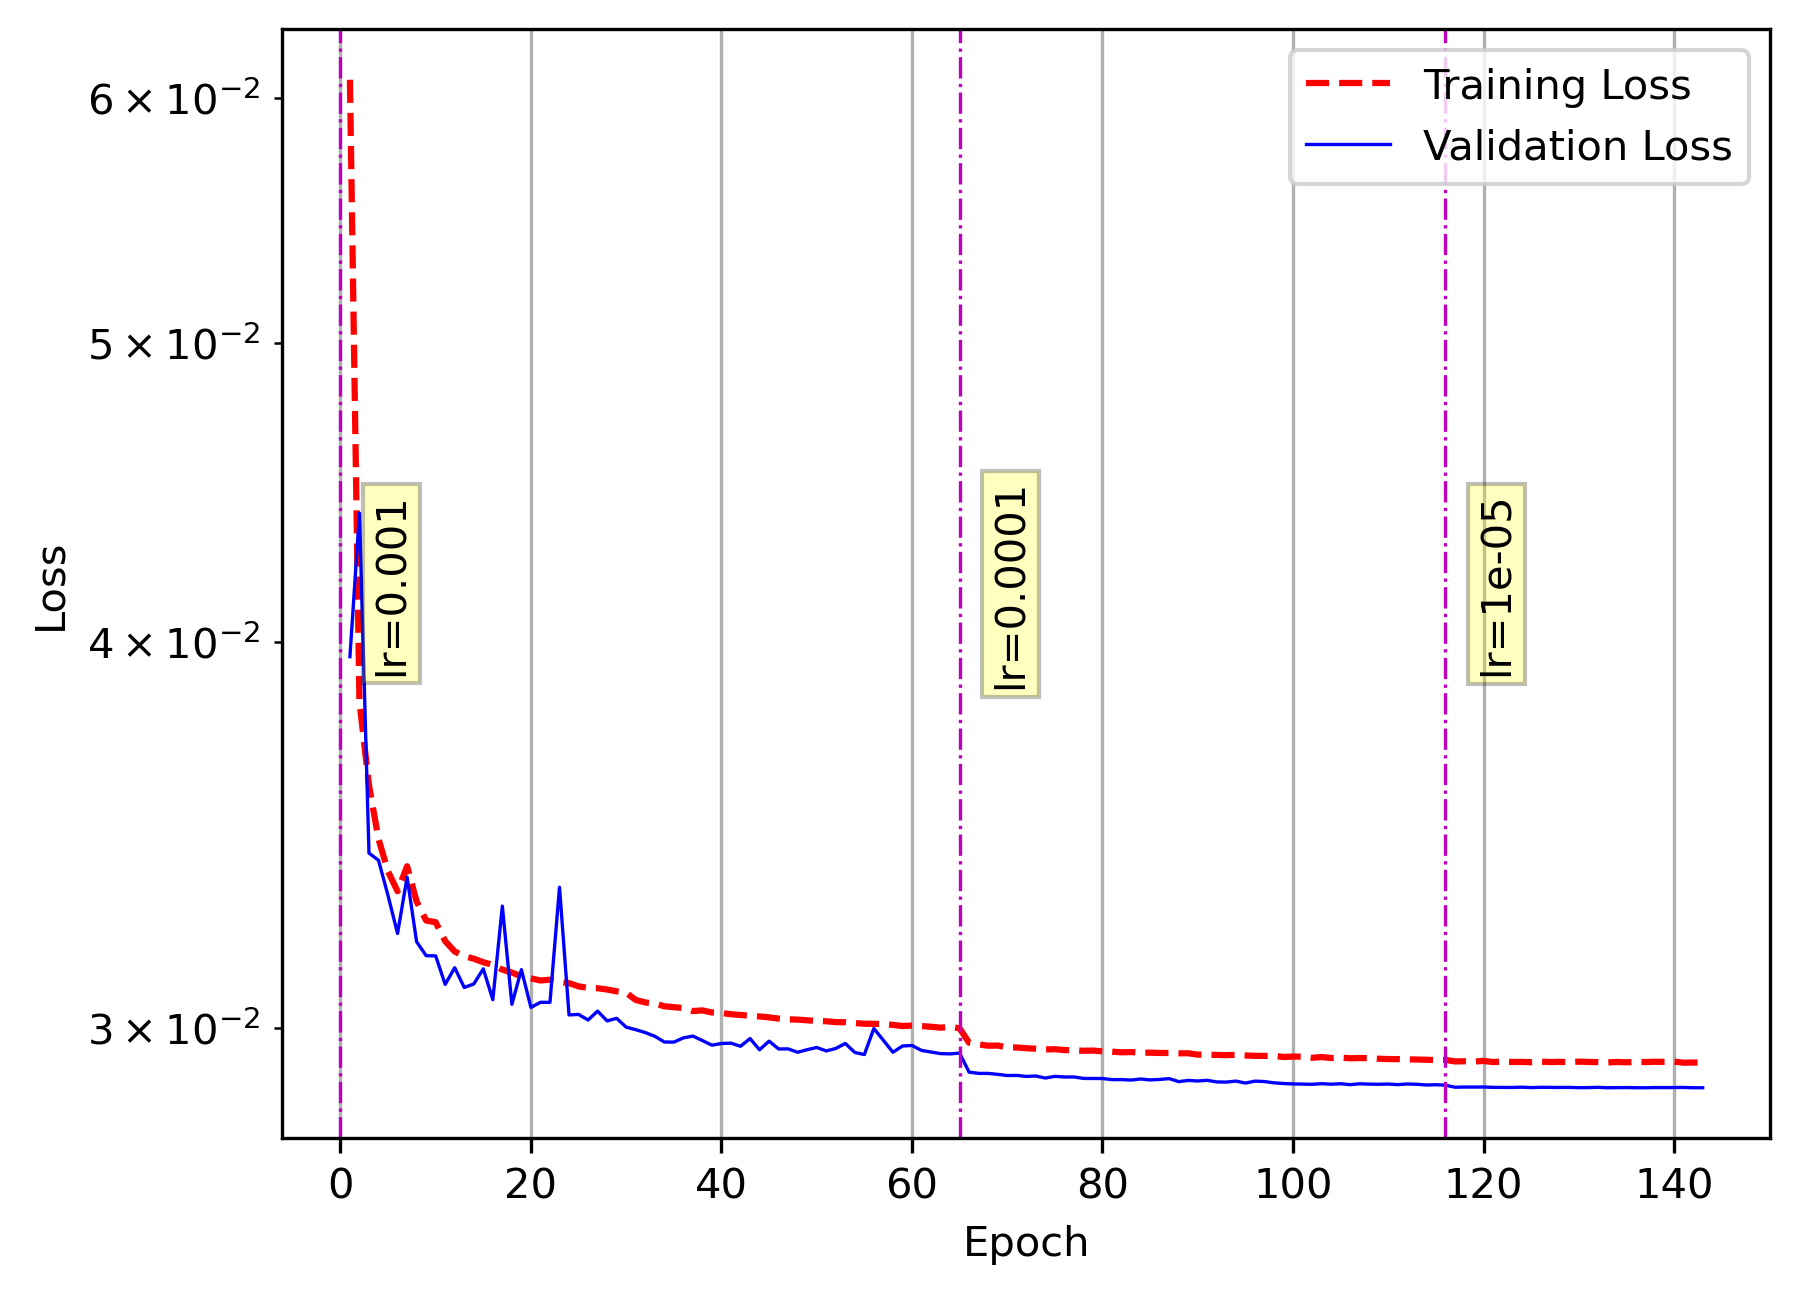 Training Loss
Validation Loss
6 × 10⁻²
5 × 10⁻²
4 × 10⁻²
3 × 10⁻²
Loss
lr=0.001
lr=0.0001
lr=1e-05
0 20 40 60 80 100 120 140
Epoch